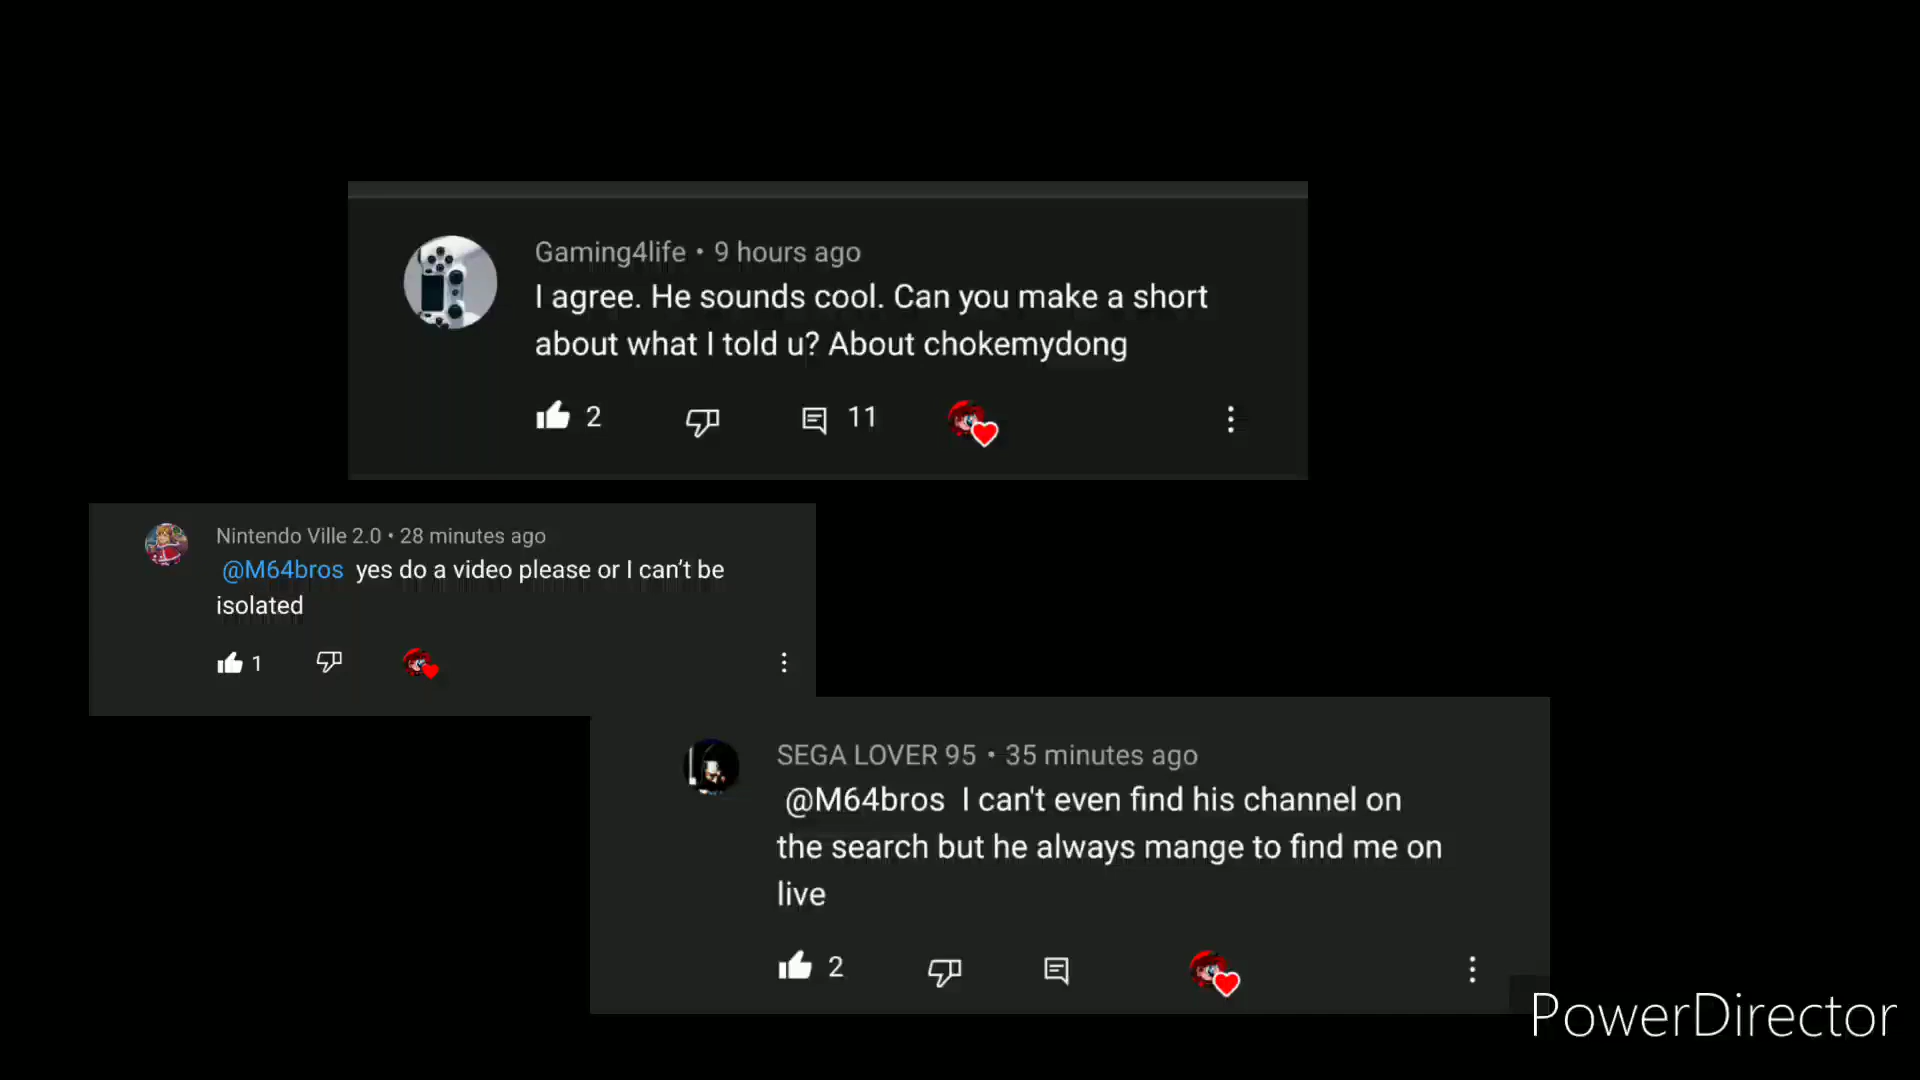 Gaming4life • 9 hours ago
I agree. He sounds cool. Can you make a short
about what I told u? About chokemydong
2
11
Nintendo Ville 2.0 • 28 minutes ago
@M64bros yes do a video please or I can't be
isolated
1
SEGA LOVER 95 • 35 minutes ago
@M64bros I can't even find his channel on
the search but he always mange to find me on
live
2
PowerDirector